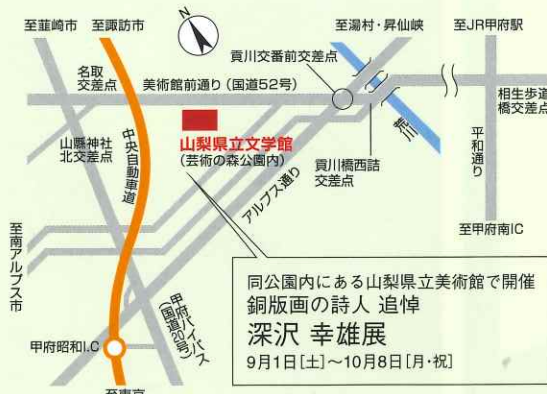 至韮崎市
至諏訪市
N
至湯村・昇仙峡
至JR甲府駅
名取
交差点
貢川交番前交差点
美術館前通り(国道52号)
相生歩道
橋交差点
山梨県立文学館
(芸術の森公園内)
荒川
山縣神社
北交差点
中央自動車道
貢川橋西詰
交差点
平和通り
アルプス通り
至南アルプス市
至甲府南IC
甲府バイパス
(国道20号)
甲府昭和I.C
至東京
同公園内にある山梨県立美術館で開催
銅版画の詩人 追悼
深沢 幸雄展
9月1日[土]~10月8日[月・祝]